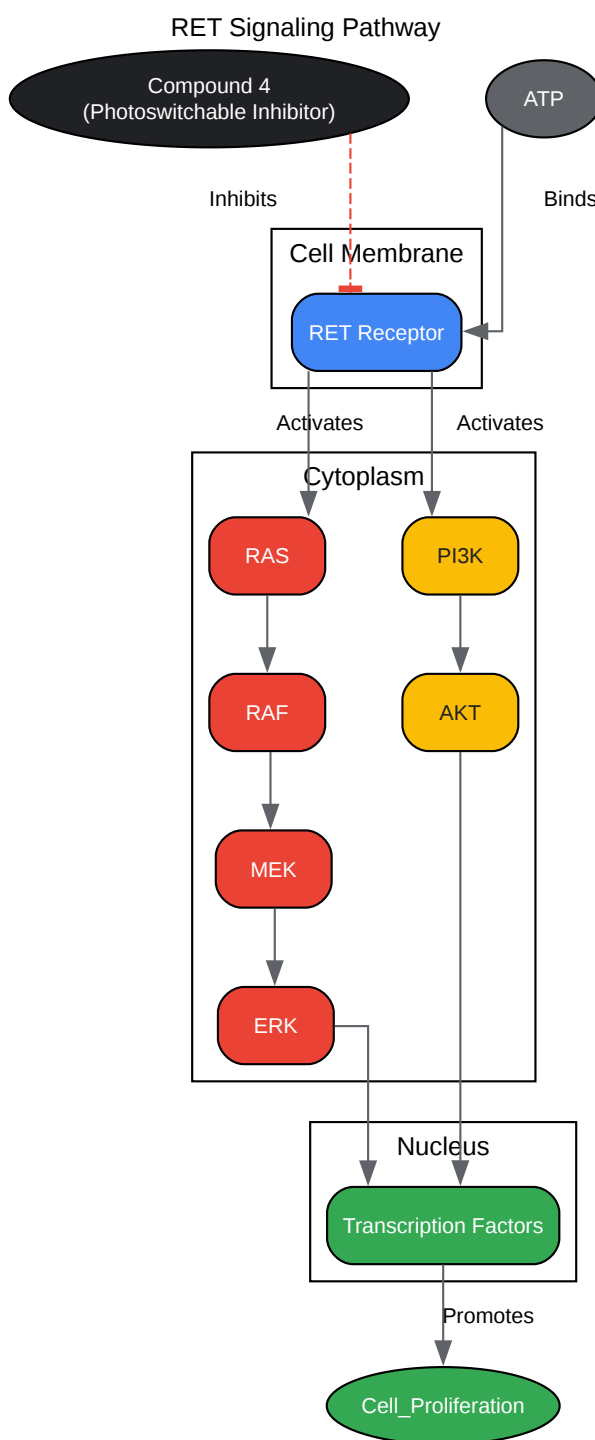 RET Signaling Pathway
Compound 4
(Photoswitchable Inhibitor)
ATP
Inhibits
Binds
Cell Membrane
RET Receptor
Activates
Activates
Cytoplasm
RAS
PI3K
RAF
AKT
MEK
ERK
Nucleus
Transcription Factors
Promotes
Cell_Proliferation